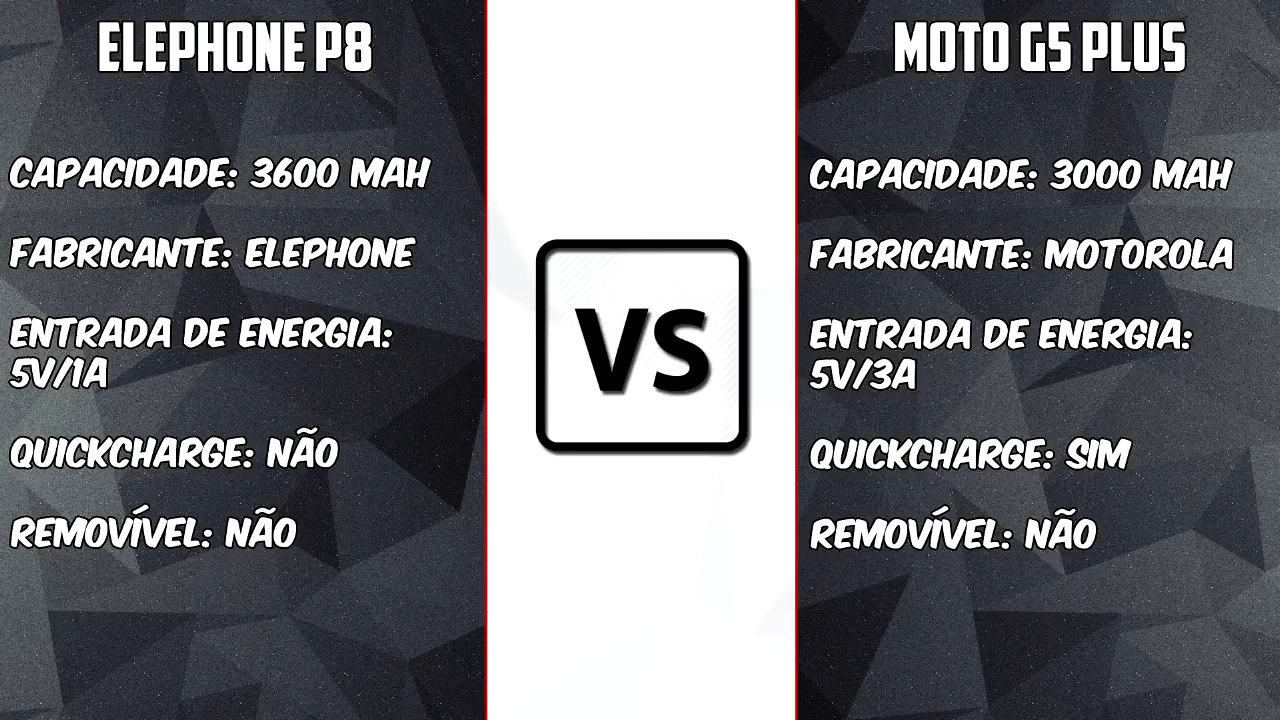 ELEPHONE P8
CAPACIDADE: 3600 MAH
FABRICANTE: ELEPHONE
ENTRADA DE ENERGIA:
5V/1A
QUICKCHARGE: NÃO
REMOVÍVEL: NÃO
VS
MOTO G5 PLUS
CAPACIDADE: 3000 MAH
FABRICANTE: MOTOROLA
ENTRADA DE ENERGIA:
5V/3A
QUICKCHARGE: SIM
REMOVÍVEL: NÃO